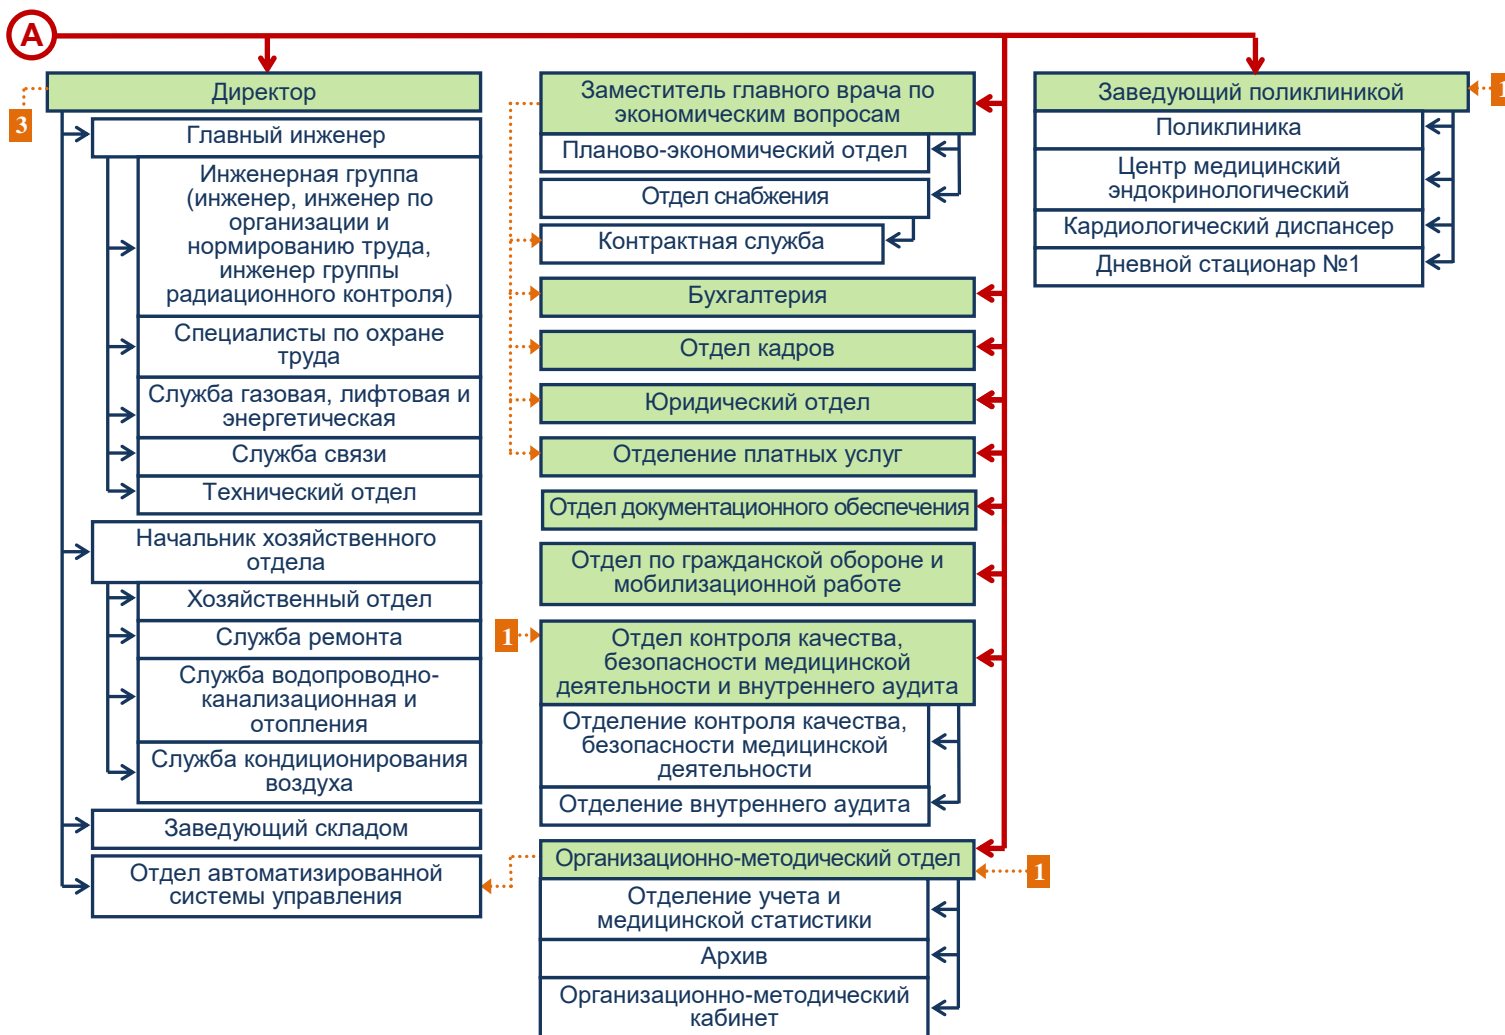 А
Директор
3
Главный инженер
Инженерная группа
(инженер, инженер по
организации и
нормированию труда,
инженер группы
радиационного контроля)
Специалисты по охране
труда
Служба газовая, лифтовая и
энергетическая
Служба связи
Технический отдел
Начальник хозяйственного
отдела
Хозяйственный отдел
Служба ремонта
Служба водопроводно-
канализационная и
отопления
Служба кондиционирования
воздуха
Заведующий складом
Отдел автоматизированной
системы управления
Заместитель главного врача по
экономическим вопросам
Планово-экономический отдел
Отдел снабжения
Контрактная служба
Бухгалтерия
Отдел кадров
Юридический отдел
Отделение платных услуг
Отдел документационного обеспечения
Отдел по гражданской обороне и
мобилизационной работе
1
Отдел контроля качества,
безопасности медицинской
деятельности и внутреннего аудита
Отделение контроля качества,
безопасности медицинской
деятельности
Отделение внутреннего аудита
Организационно-методический отдел
1
Отделение учета и
медицинской статистики
Архив
Организационно-методический
кабинет
Заведующий поликлиникой
1
Поликлиника
Центр медицинский
эндокринологический
Кардиологический диспансер
Дневной стационар №1